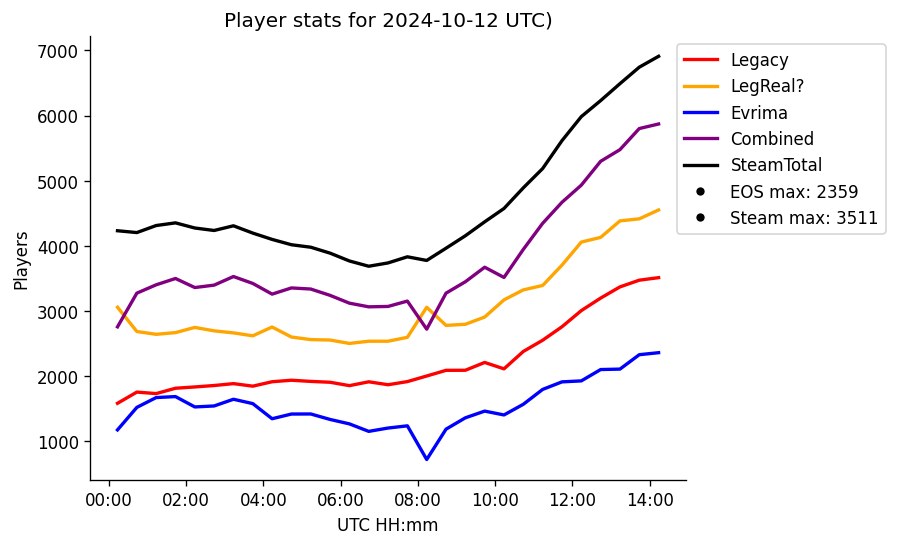 Player stats for 2024-10-12 UTC)
7000
6000
5000
4000
3000
2000
1000
Players
00:00 02:00 04:00 06:00 08:00 10:00 12:00 14:00
UTC HH:mm
Legacy
LegReal?
Evrima
Combined
SteamTotal
EOS max: 2359
Steam max: 3511